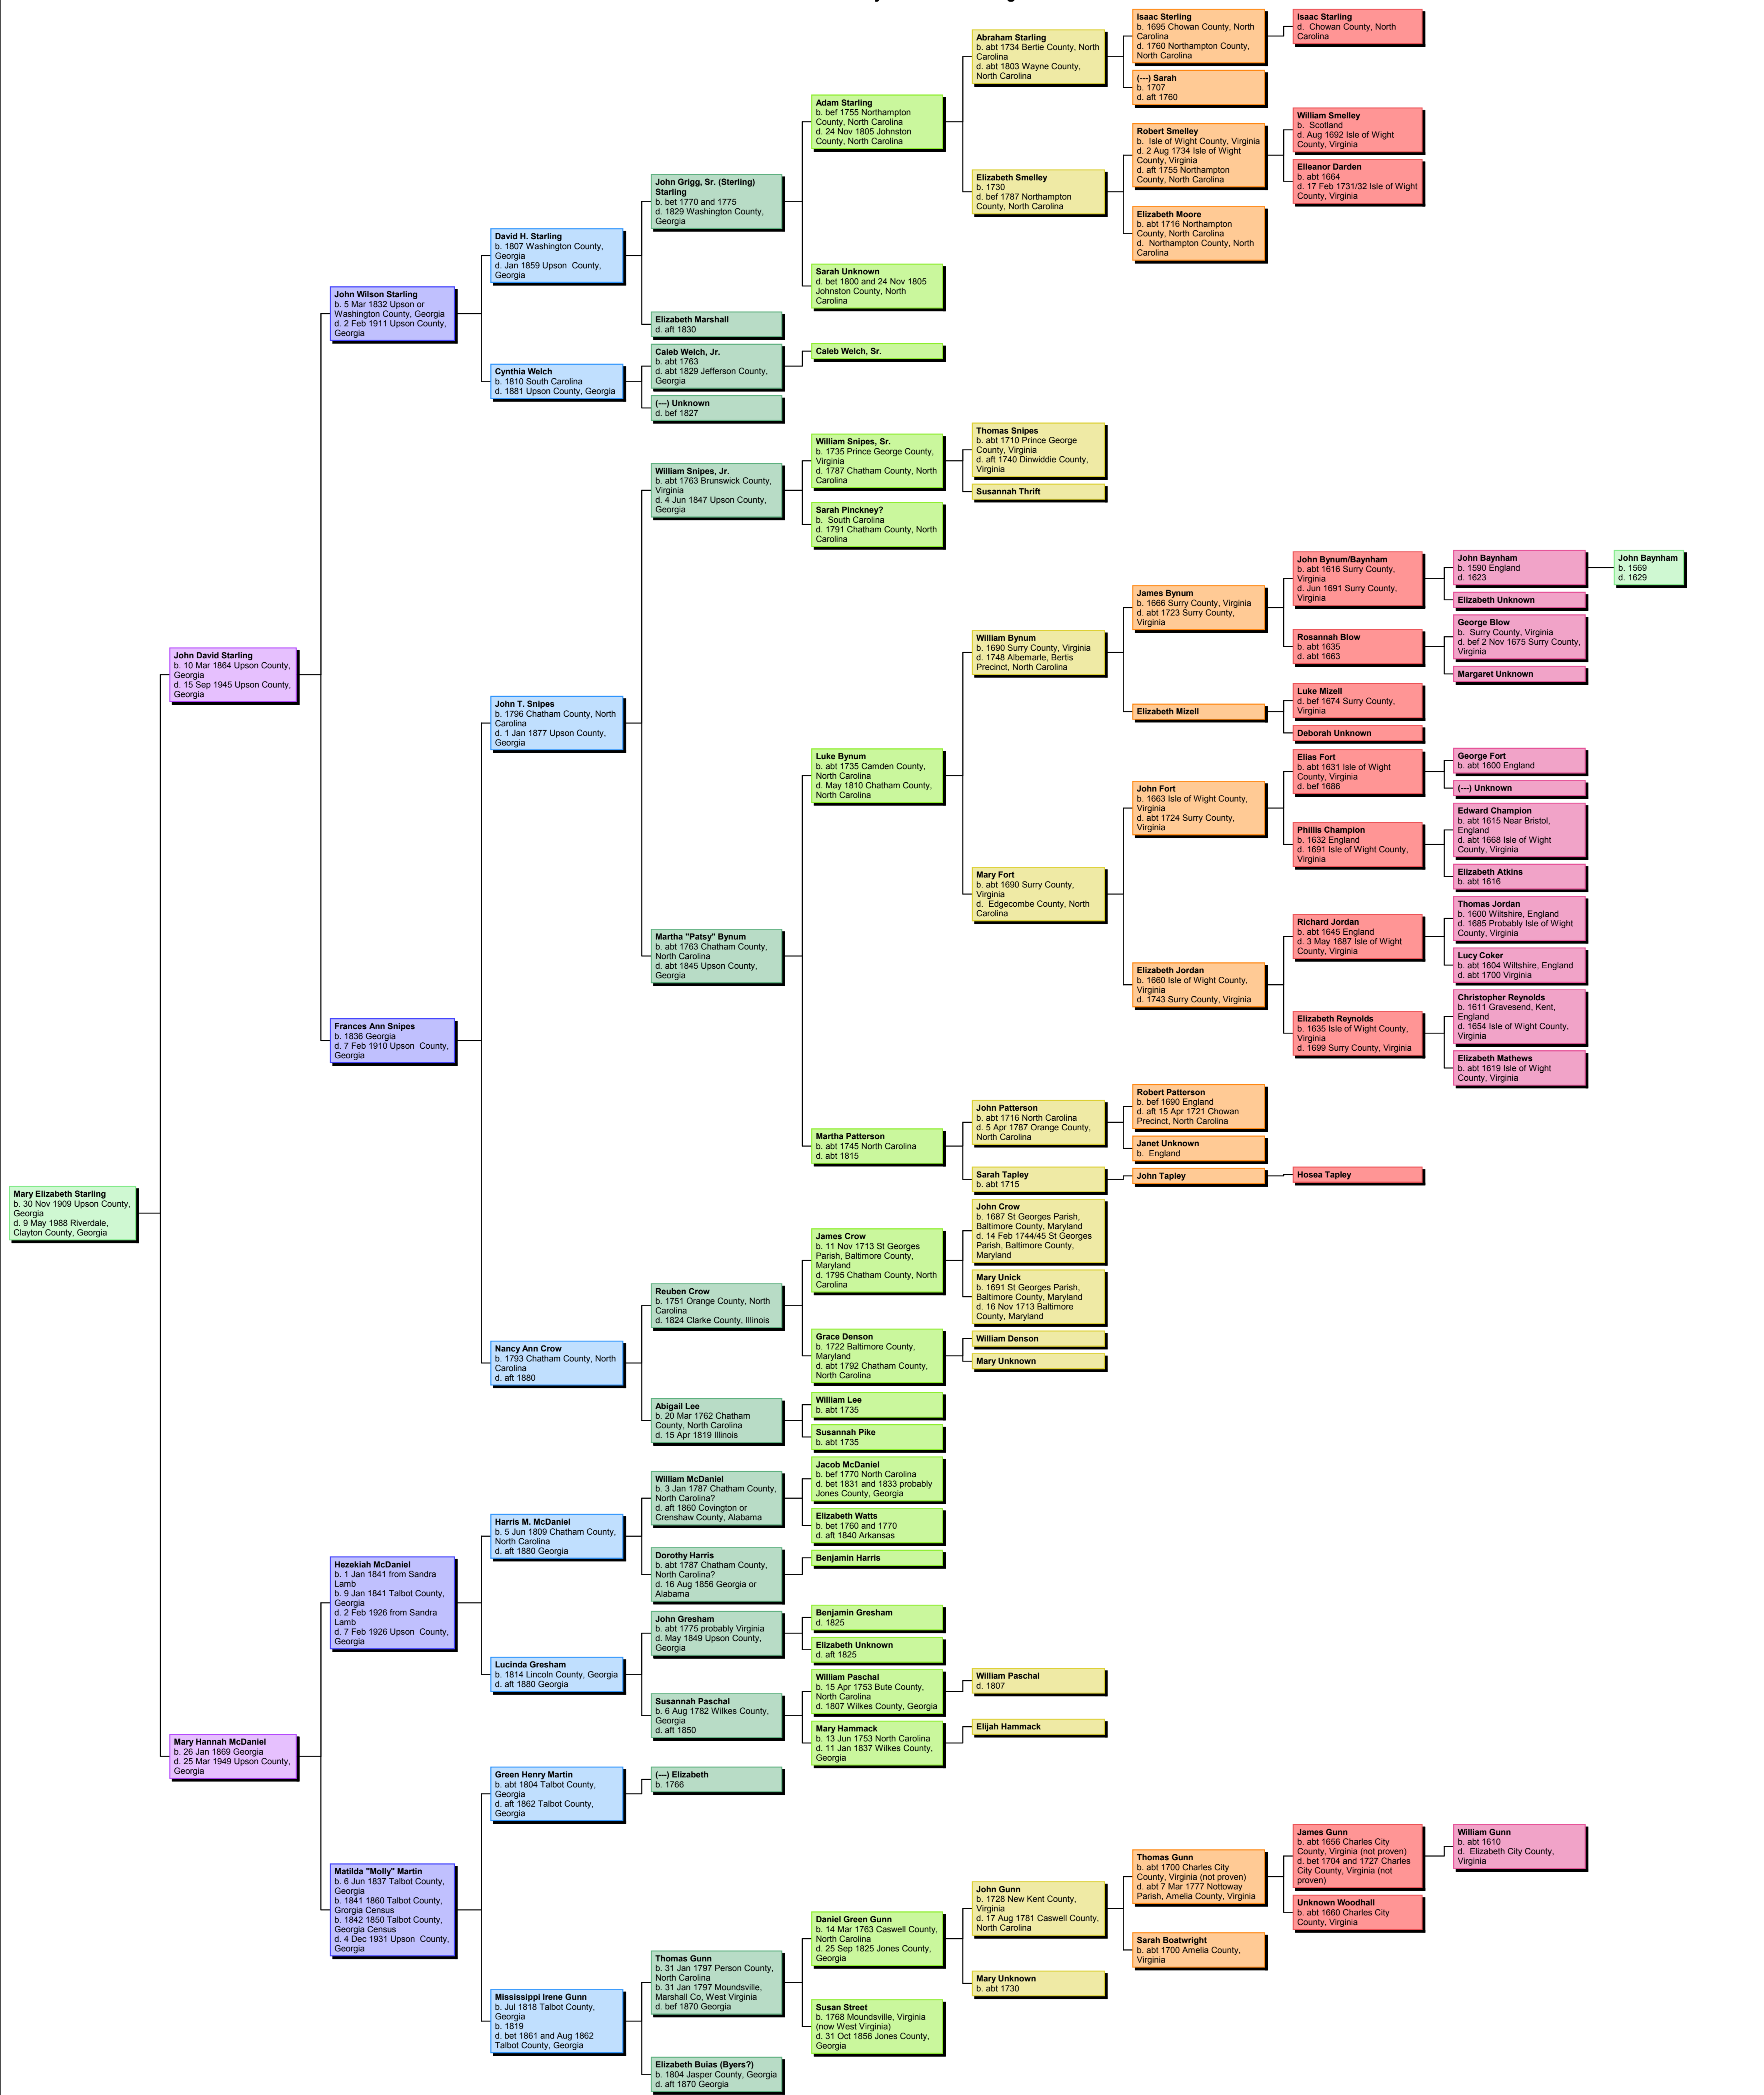 Mary Elizabeth Starling
b. 30 Nov 1909 Upson County,
Georgia
d. 9 May 1988 Riverdale,
Clayton County, Georgia
John David Starling
b. 10 Mar 1864 Upson County,
Georgia
d. 15 Sep 1945 Upson County,
Georgia
Mary Hannah McDaniel
b. 26 Jan 1869 Georgia
d. 25 Mar 1949 Upson County,
Georgia
John Wilson Starling
b. 5 Mar 1832 Upson or
Washington County, Georgia
d. 2 Feb 1911 Upson County,
Georgia
Frances Ann Snipes
b. 1836 Georgia
d. 7 Feb 1910 Upson County,
Georgia
Hezekiah McDaniel
b. 1 Jan 1841 from Sandra
Lamb
b. 9 Jan 1841 Talbot County,
Georgia
d. 2 Feb 1926 from Sandra
Lamb
d. 7 Feb 1926 Upson County,
Georgia
Matilda "Molly" Martin
b. 6 Jun 1837 Talbot County,
Georgia
b. 1841 1860 Talbot County,
Grorgia Census
b. 1842 1850 Talbot County,
Georgia Census
d. 4 Dec 1931 Upson County,
Georgia
David H. Starling
b. 1807 Washington County,
Georgia
d. Jan 1859 Upson County,
Georgia
Cynthia Welch
b. 1810 South Carolina
d. 1881 Upson County, Georgia
John T. Snipes
b. 1796 Chatham County, North
Carolina
d. 1 Jan 1877 Upson County,
Georgia
Nancy Ann Crow
b. 1793 Chatham County, North
Carolina
d. aft 1880
Harris M. McDaniel
b. 5 Jun 1809 Chatham County,
North Carolina
d. aft 1880 Georgia
Lucinda Gresham
b. 1814 Lincoln County, Georgia
d. aft 1880 Georgia
Green Henry Martin
b. abt 1804 Talbot County,
Georgia
d. aft 1862 Talbot County,
Georgia
Mississippi Irene Gunn
b. Jul 1818 Talbot County,
Georgia
b. 1819
d. bet 1861 and Aug 1862
Talbot County, Georgia
John Grigg, Sr. (Sterling)
Starling
b. bet 1770 and 1775
d. 1829 Washington County,
Georgia
Elizabeth Marshall
d. aft 1830
Caleb Welch, Jr.
b. abt 1763
d. abt 1829 Jefferson County,
Georgia
(---) Unknown
d. bef 1827
William Snipes, Jr.
b. abt 1763 Brunswick County,
Virginia
d. 4 Jun 1847 Upson County,
Georgia
Martha "Patsy" Bynum
b. abt 1763 Chatham County,
North Carolina
d. abt 1845 Upson County,
Georgia
Reuben Crow
b. 1751 Orange County, North
Carolina
d. 1824 Clarke County, Illinois
Abigail Lee
b. 20 Mar 1762 Chatham
County, North Carolina
d. 15 Apr 1819 Illinois
William McDaniel
b. 3 Jan 1787 Chatham County,
North Carolina?
d. aft 1860 Covington or
Crenshaw County, Alabama
Dorothy Harris
b. abt 1787 Chatham County,
North Carolina?
d. 16 Aug 1856 Georgia or
Alabama
John Gresham
b. abt 1775 probably Virginia
d. May 1849 Upson County,
Georgia
Susannah Paschal
b. 6 Aug 1782 Wilkes County,
Georgia
d. aft 1850
(---) Elizabeth
b. 1766
Thomas Gunn
b. 31 Jan 1797 Person County,
North Carolina
b. 31 Jan 1797 Moundsville,
Marshall Co, West Virginia
d. bef 1870 Georgia
Elizabeth Buias (Byers?)
b. 1804 Jasper County, Georgia
d. aft 1870 Georgia
Adam Starling
b. bef 1755 Northampton
County, North Carolina
d. 24 Nov 1805 Johnston
County, North Carolina
Sarah Unknown
d. bet 1800 and 24 Nov 1805
Johnston County, North
Carolina
Caleb Welch, Sr.
William Snipes, Sr.
b. 1735 Prince George County,
Virginia
d. 1787 Chatham County, North
Carolina
Sarah Pinckney?
b. South Carolina
d. 1791 Chatham County, North
Carolina
Luke Bynum
b. abt 1735 Camden County,
North Carolina
d. May 1810 Chatham County,
North Carolina
Martha Patterson
b. abt 1745 North Carolina
d. abt 1815
James Crow
b. 11 Nov 1713 St Georges
Parish, Baltimore County,
Maryland
d. 1795 Chatham County, North
Carolina
Grace Denson
b. 1722 Baltimore County,
Maryland
d. abt 1792 Chatham County,
North Carolina
William Lee
b. abt 1735
Susannah Pike
b. abt 1735
Jacob McDaniel
b. bef 1770 North Carolina
d. bet 1831 and 1833 probably
Jones County, Georgia
Elizabeth Watts
b. bet 1760 and 1770
d. aft 1840 Arkansas
Benjamin Harris
Benjamin Gresham
d. 1825
Elizabeth Unknown
d. aft 1825
William Paschal
b. 15 Apr 1753 Bute County,
North Carolina
d. 1807 Wilkes County, Georgia
Mary Hammack
b. 13 Jun 1753 North Carolina
d. 11 Jan 1837 Wilkes County,
Georgia
Daniel Green Gunn
b. 14 Mar 1763 Caswell County,
North Carolina
d. 25 Sep 1825 Jones County,
Georgia
Susan Street
b. 1768 Moundsville, Virginia
(now West Virginia)
d. 31 Oct 1856 Jones County,
Georgia
Abraham Starling
b. abt 1734 Bertie County, North
Carolina
d. abt 1803 Wayne County,
North Carolina
Elizabeth Smelley
b. 1730
d. bef 1787 Northampton
County, North Carolina
Thomas Snipes
b. abt 1710 Prince George
County, Virginia
d. aft 1740 Dinwiddie County,
Virginia
Susannah Thrift
William Bynum
b. 1690 Surry County, Virginia
d. 1748 Albemarle, Bertis
Precinct, North Carolina
Mary Fort
b. abt 1690 Surry County,
Virginia
d. Edgecombe County, North
Carolina
John Patterson
b. abt 1716 North Carolina
d. 5 Apr 1787 Orange County,
North Carolina
Sarah Tapley
b. abt 1715
John Crow
b. 1687 St Georges Parish,
Baltimore County, Maryland
d. 14 Feb 1744/45 St Georges
Parish, Baltimore County,
Maryland
Mary Unick
b. 1691 St Georges Parish,
Baltimore County, Maryland
d. 16 Nov 1713 Baltimore
County, Maryland
William Denson
Mary Unknown
William Paschal
d. 1807
Elijah Hammack
John Gunn
b. 1728 New Kent County,
Virginia
d. 17 Aug 1781 Caswell County,
North Carolina
Mary Unknown
b. abt 1730
Isaac Sterling
b. 1695 Chowan County, North
Carolina
d. 1760 Northampton County,
North Carolina
(---) Sarah
b. 1707
d. aft 1760
Robert Smelley
b. Isle of Wight County, Virginia
d. 2 Aug 1734 Isle of Wight
County, Virginia
d. aft 1755 Northampton
County, North Carolina
Elizabeth Moore
b. abt 1716 Northampton
County, North Carolina
d. Northampton County, North
Carolina
James Bynum
b. 1666 Surry County, Virginia
d. abt 1723 Surry County,
Virginia
Elizabeth Mizell
John Fort
b. 1663 Isle of Wight County,
Virginia
d. abt 1724 Surry County,
Virginia
Elizabeth Jordan
b. 1660 Isle of Wight County,
Virginia
d. 1743 Surry County, Virginia
Robert Patterson
b. bef 1690 England
d. aft 15 Apr 1721 Chowan
Precinct, North Carolina
Janet Unknown
b. England
John Tapley
Thomas Gunn
b. abt 1700 Charles City
County, Virginia (not proven)
d. abt 7 Mar 1777 Nottoway
Parish, Amelia County, Virginia
Sarah Boatwright
b. abt 1700 Amelia County,
Virginia
Isaac Starling
d. Chowan County, North
Carolina
William Smelley
b. Scotland
d. Aug 1692 Isle of Wight
County, Virginia
Elleanor Darden
b. abt 1664
d. 17 Feb 1731/32 Isle of Wight
County, Virginia
John Bynum/Baynham
b. abt 1616 Surry County,
Virginia
d. Jun 1691 Surry County,
Virginia
Rosannah Blow
b. abt 1635
d. abt 1663
Luke Mizell
d. bef 1674 Surry County,
Virginia
Deborah Unknown
Elias Fort
b. abt 1631 Isle of Wight
County, Virginia
d. bef 1686
Phillis Champion
b. 1632 England
d. 1691 Isle of Wight County,
Virginia
Richard Jordan
b. abt 1645 England
d. 3 May 1687 Isle of Wight
County, Virginia
Elizabeth Reynolds
b. 1635 Isle of Wight County,
Virginia
d. 1699 Surry County, Virginia
Hosea Tapley
James Gunn
b. abt 1656 Charles City
County, Virginia (not proven)
d. bet 1704 and 1727 Charles
City County, Virginia (not
proven)
Unknown Woodhall
b. abt 1660 Charles City
County, Virginia
John Baynham
b. 1590 England
d. 1623
Elizabeth Unknown
George Blow
b. Surry County, Virginia
d. bef 2 Nov 1675 Surry County,
Virginia
Margaret Unknown
George Fort
b. abt 1600 England
(---) Unknown
Edward Champion
b. abt 1615 Near Bristol,
England
d. abt 1668 Isle of Wight
County, Virginia
Elizabeth Atkins
b. abt 1616
Thomas Jordan
b. 1600 Wiltshire, England
d. 1685 Probably Isle of Wight
County, Virginia
Lucy Coker
b. abt 1604 Wiltshire, England
d. abt 1700 Virginia
Christopher Reynolds
b. 1611 Gravesend, Kent,
England
d. 1654 Isle of Wight County,
Virginia
Elizabeth Mathews
b. abt 1619 Isle of Wight
County, Virginia
William Gunn
b. abt 1610
d. Elizabeth City County,
Virginia
John Baynham
b. 1569
d. 1629